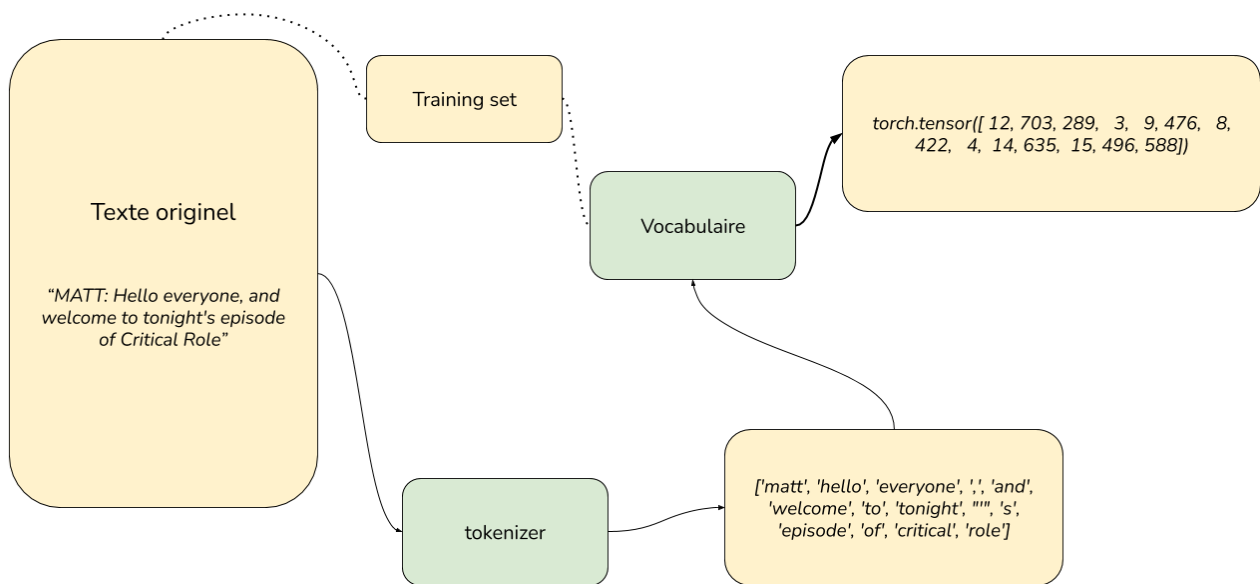 Texte originel
“MATT: Hello everyone, and
welcome to tonight's episode
of Critical Role”
Training set
Vocabulaire
torch.tensor([ 12, 703, 289, 3, 9, 476, 8,
422, 4, 14, 635, 15, 496, 588])
tokenizer
['matt', 'hello', 'everyone', ',', 'and',
'welcome', 'to', 'tonight', "'", 's',
'episode', 'of', 'critical', 'role']